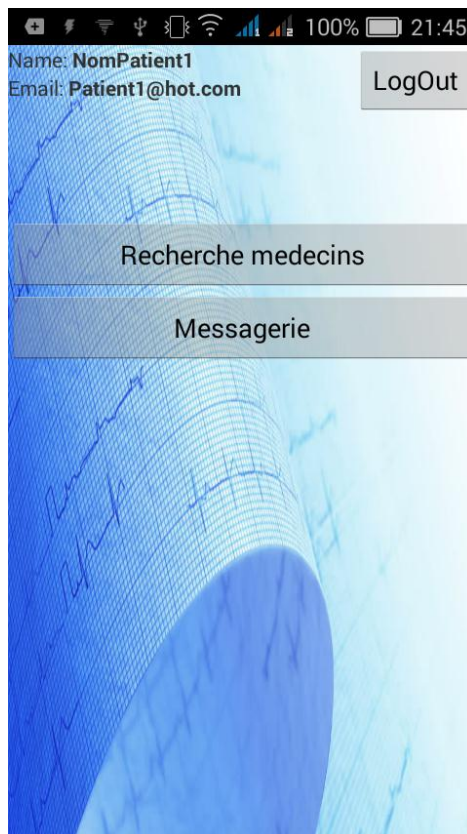 100% 21:45
Name: NomPatient1
Email: Patient1@hot.com
LogOut
Recherche medecins
Messagerie